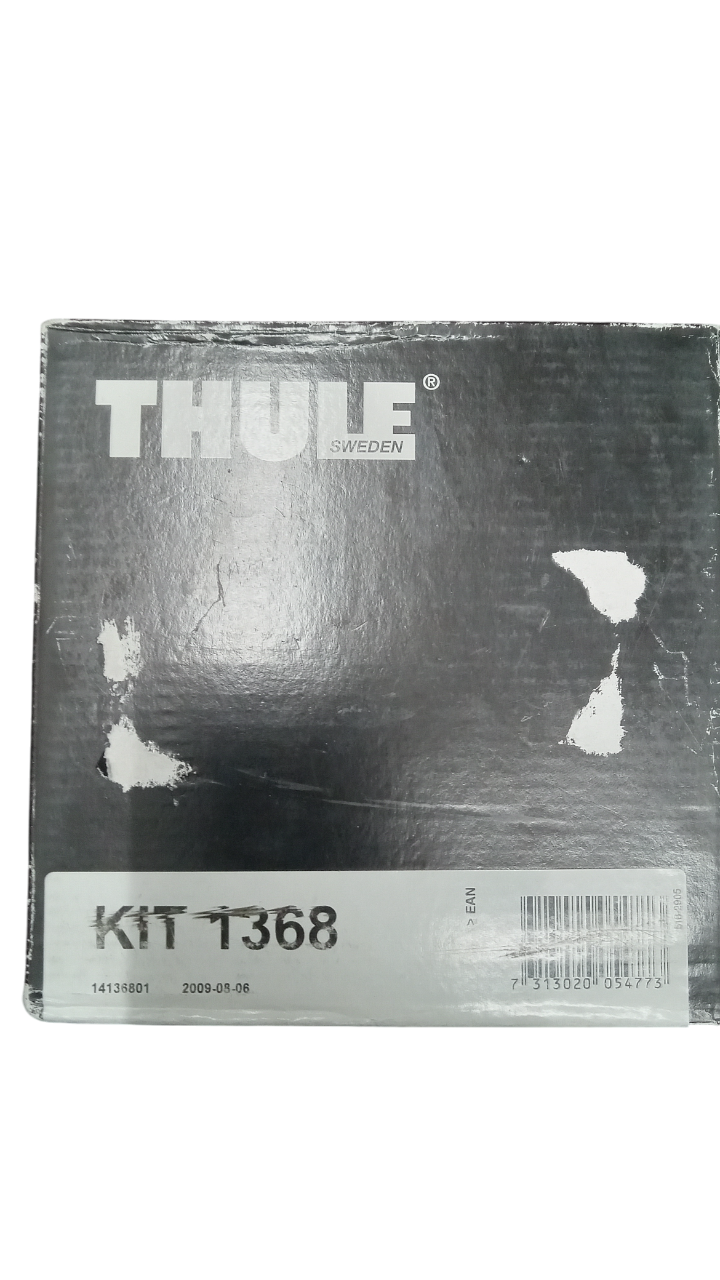 THULE®
SWEDEN
KIT 1368
> EAN
14136801 2009-08-06
7 313020 054773